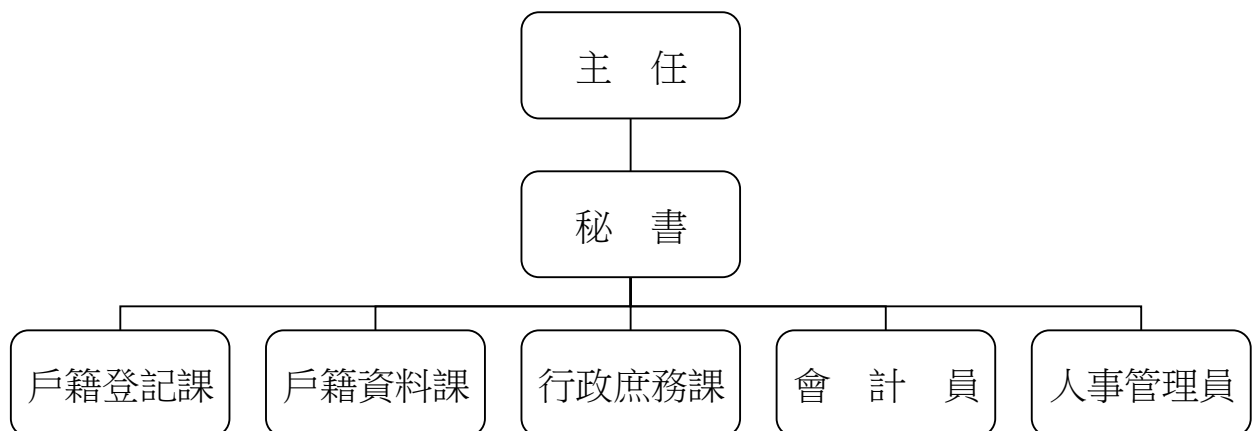 主　任
秘　書
戶籍登記課
戶籍資料課
行政庶務課
會　計　員
人事管理員